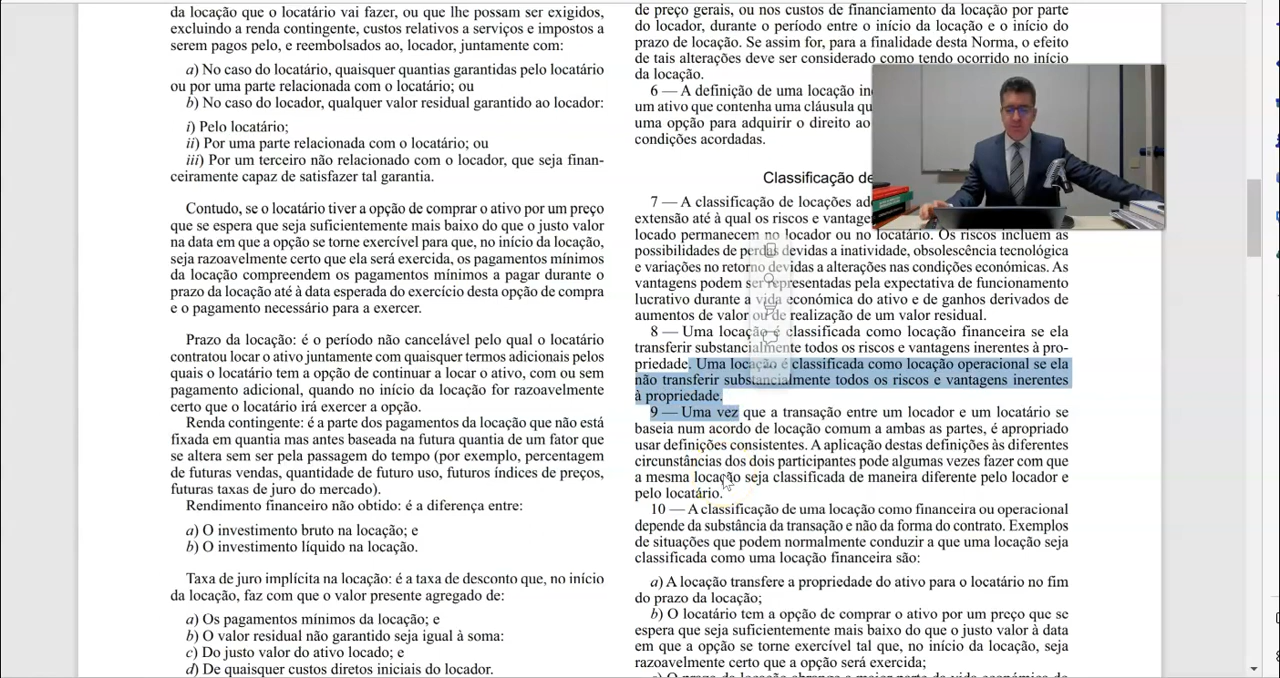 da locação que o locatário vai fazer, ou que lhe possam ser exigidos,
excluindo a renda contingente, custos relativos a serviços e impostos a
serem pagos pelo, e reembolsados ao, locador, juntamente com:
a) No caso do locatário, quaisquer quantias garantidas pelo locatário
ou por uma parte relacionada com o locatário; ou
b) No caso do locador, qualquer valor residual garantido ao locador:
i) Pelo locatário;
ii) Por uma parte relacionada com o locatário; ou
iii) Por um terceiro não relacionado com o locador, que seja finan-
ceiramente capaz de satisfazer tal garantia.
Contudo, se o locatário tiver a opção de comprar o ativo por um preço
que se espera que seja suficientemente mais baixo do que o justo valor
na data em que a opção se torne exercível para que, no início da locação,
seja razoavelmente certo que ela será exercida, os pagamentos mínimos
da locação compreendem os pagamentos mínimos a pagar durante o
prazo da locação até à data esperada do exercício desta opção de compra
e o pagamento necessário para a exercer.
Prazo da locação: é o período não cancelável pelo qual o locatário
contratou locar o ativo juntamente com quaisquer termos adicionais pelos
quais o locatário tem a opção de continuar a locar o ativo, com ou sem
pagamento adicional, quando no início da locação for razoavelmente
certo que o locatário irá exercer a opção.
Renda contingente: é a parte dos pagamentos da locação que não está
fixada em quantia mas antes baseada na futura quantia de um fator que
se altera sem ser pela passagem do tempo (por exemplo, percentagem
de futuras vendas, quantidade de futuro uso, futuros índices de preços,
futuras taxas de juro do mercado).
Rendimento financeiro não obtido: é a diferença entre:
a) O investimento bruto na locação; e
b) O investimento líquido na locação.
Taxa de juro implícita na locação: é a taxa de desconto que, no início
da locação, faz com que o valor presente agregado de:
a) Os pagamentos mínimos da locação; e
b) O valor residual não garantido seja igual à soma:
c) Do justo valor do ativo locado; e
d) De quaisquer custos diretos iniciais do locador.
de preço gerais, ou nos custos de financiamento da locação por parte
do locador, durante o período entre o início da locação e o início do
prazo de locação. Se assim for, para a finalidade desta Norma, o efeito
de tais alterações deve ser considerado como tendo ocorrido no início
da locação.
6 — A definição de uma locação
um ativo que contenha uma cláusula
uma opção para adquirir o direito ao
condições acordadas.
Classificação de
7 — A classificação de locações
extensão até à qual os riscos e
locado permanecem no locador ou no locatário. Os riscos incluem as
possibilidades de perdas devidas a inatividade, obsolescência tecnológica
e variações no retorno devidas a alterações nas condições económicas. As
vantagens podem ser representadas pela expectativa de funcionamento
lucrativo durante a vida económica do ativo e de ganhos derivados de
aumentos de valor ou de realização de um valor residual.
8 — Uma locação é classificada como locação financeira se ela
transferir substancialmente todos os riscos e vantagens inerentes à pro-
priedade. Uma locação é classificada como locação operacional se ela
não transferir substancialmente todos os riscos e vantagens inerentes
à propriedade.
9 — Uma vez que a transação entre um locador e um locatário se
baseia num acordo de locação comum a ambas as partes, é apropriado
usar definições consistentes. A aplicação destas definições às diferentes
circunstâncias dos dois participantes pode algumas vezes fazer com que
a mesma locação seja classificada de maneira diferente pelo locador e
pelo locatário.
10 — A classificação de uma locação como financeira ou operacional
depende da substância da transação e não da forma do contrato. Exemplos
de situações que podem normalmente conduzir a que uma locação seja
classificada como uma locação financeira são:
a) A locação transfere a propriedade do ativo para o locatário no fim
do prazo da locação;
b) O locatário tem a opção de comprar o ativo por um preço que se
espera que seja suficientemente mais baixo do que o justo valor à data
em que a opção se torne exercível tal que, no início da locação, seja
razoavelmente certo que a opção será exercida;